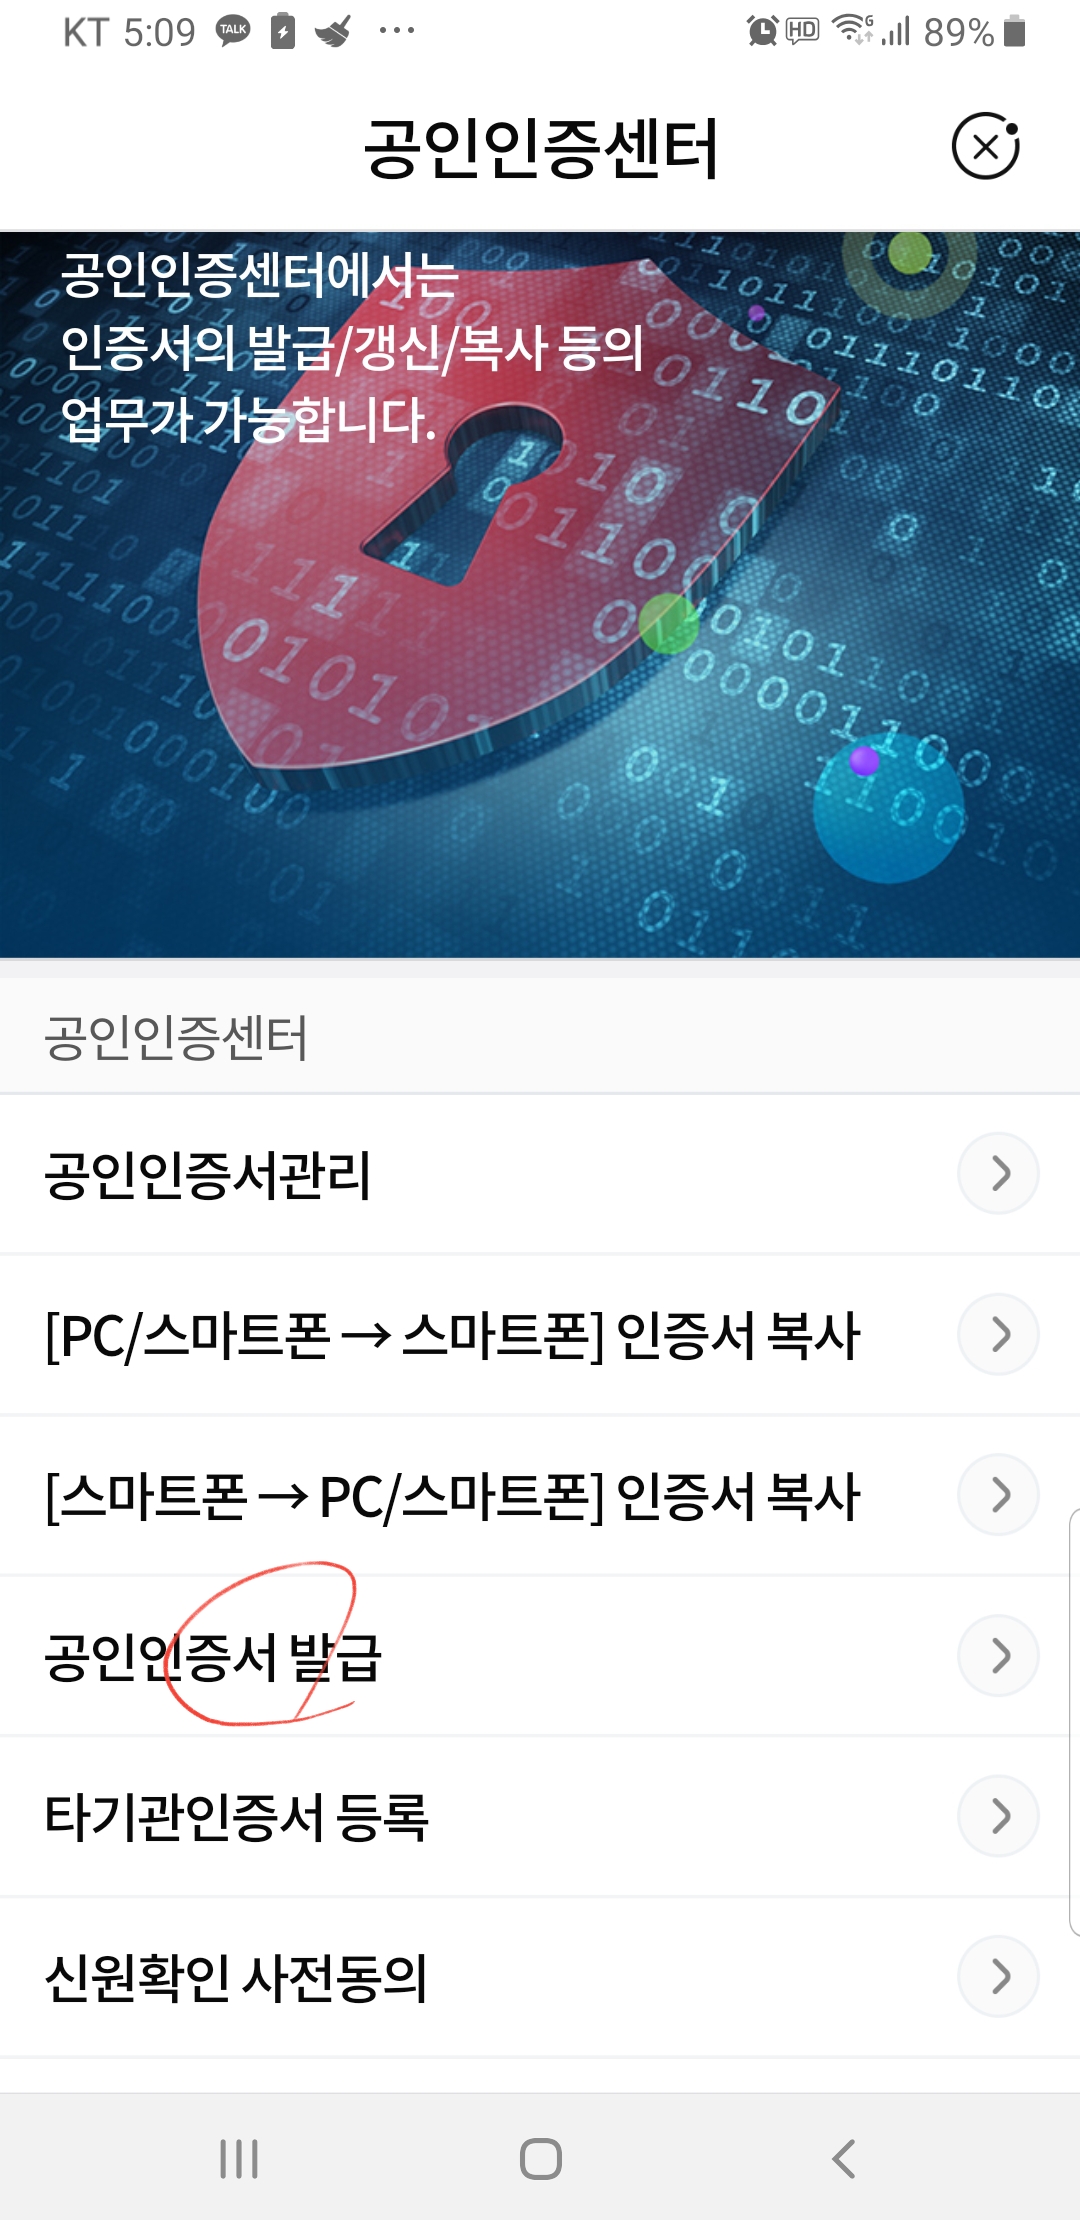 KT 5:09 TALK HD G 89%
공인인증센터
공인인증센터에서는
인증서의 발급/갱신/복사 등의
업무가 가능합니다.
공인인증센터
공인인증서관리
[PC/스마트폰 → 스마트폰] 인증서 복사
[스마트폰 → PC/스마트폰] 인증서 복사
공인인증서 발급
타기관인증서 등록
신원확인 사전동의